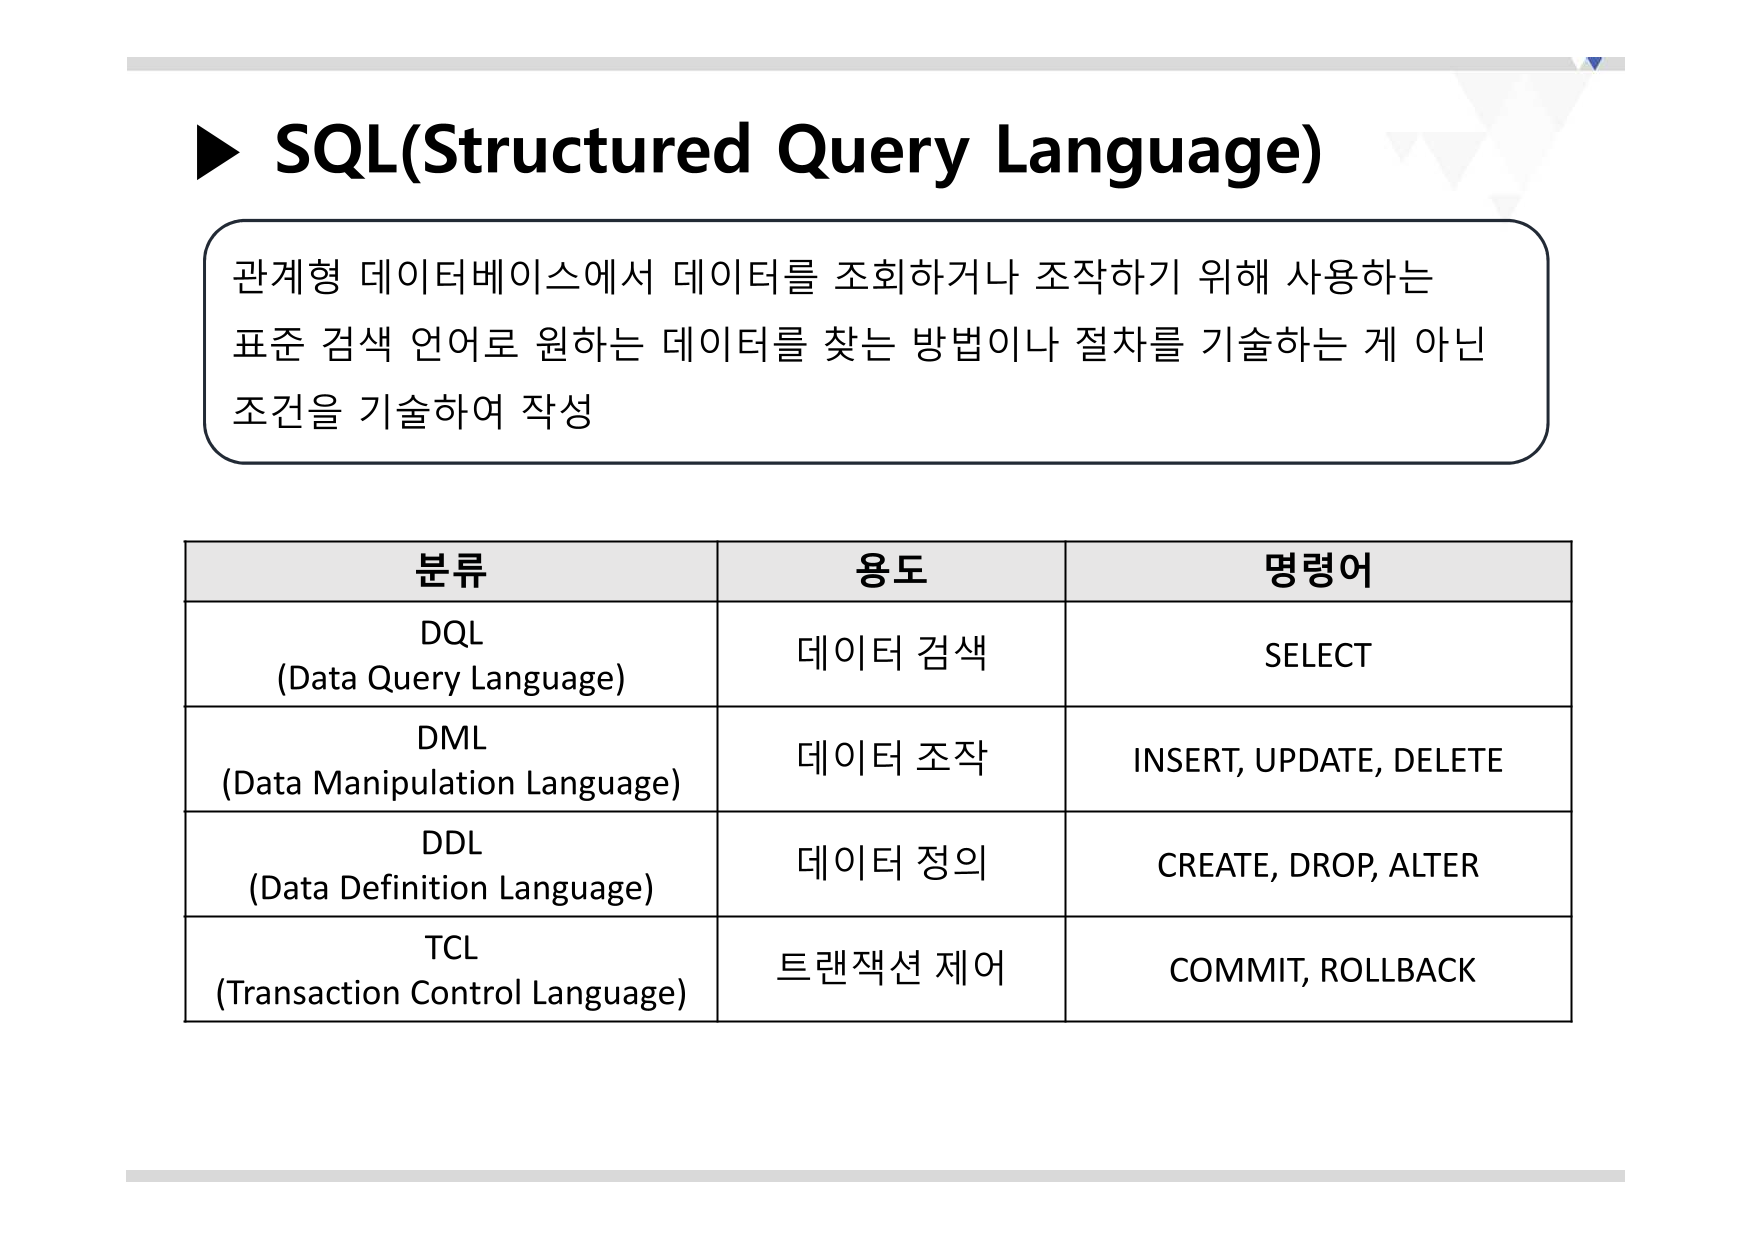 ▶ SQL(Structured Query Language)
관계형 데이터베이스에서 데이터를 조회하거나 조작하기 위해 사용하는
표준 검색 언어로 원하는 데이터를 찾는 방법이나 절차를 기술하는 게 아닌
조건을 기술하여 작성
분류 용도 명령어
DQL
(Data Query Language)
데이터 검색
SELECT
DML
(Data Manipulation Language)
데이터 조작
INSERT, UPDATE, DELETE
DDL
(Data Definition Language)
데이터 정의
CREATE, DROP, ALTER
TCL
(Transaction Control Language)
트랜잭션 제어
COMMIT, ROLLBACK